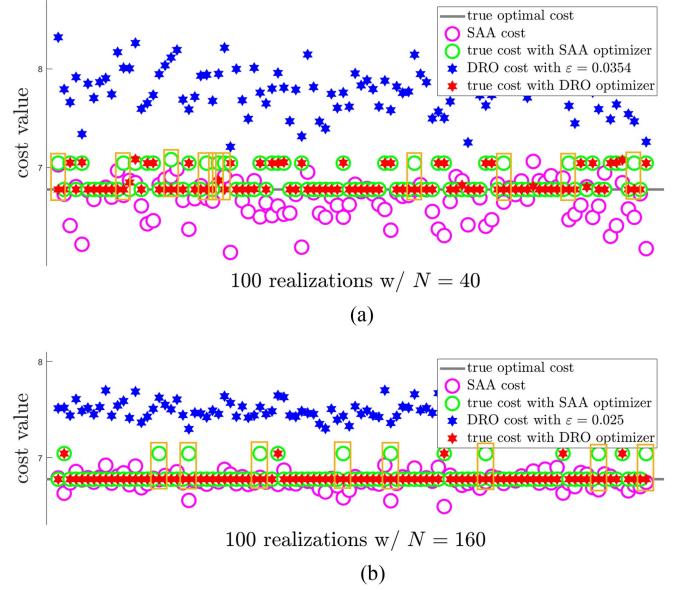 8
7
cost value
true optimal cost
SAA cost
true cost with SAA optimizer
DRO cost with ε = 0.0354
true cost with DRO optimizer
100 realizations w/ N = 40
(a)
8
7
cost value
true optimal cost
SAA cost
true cost with SAA optimizer
DRO cost with ε = 0.025
true cost with DRO optimizer
100 realizations w/ N = 160
(b)